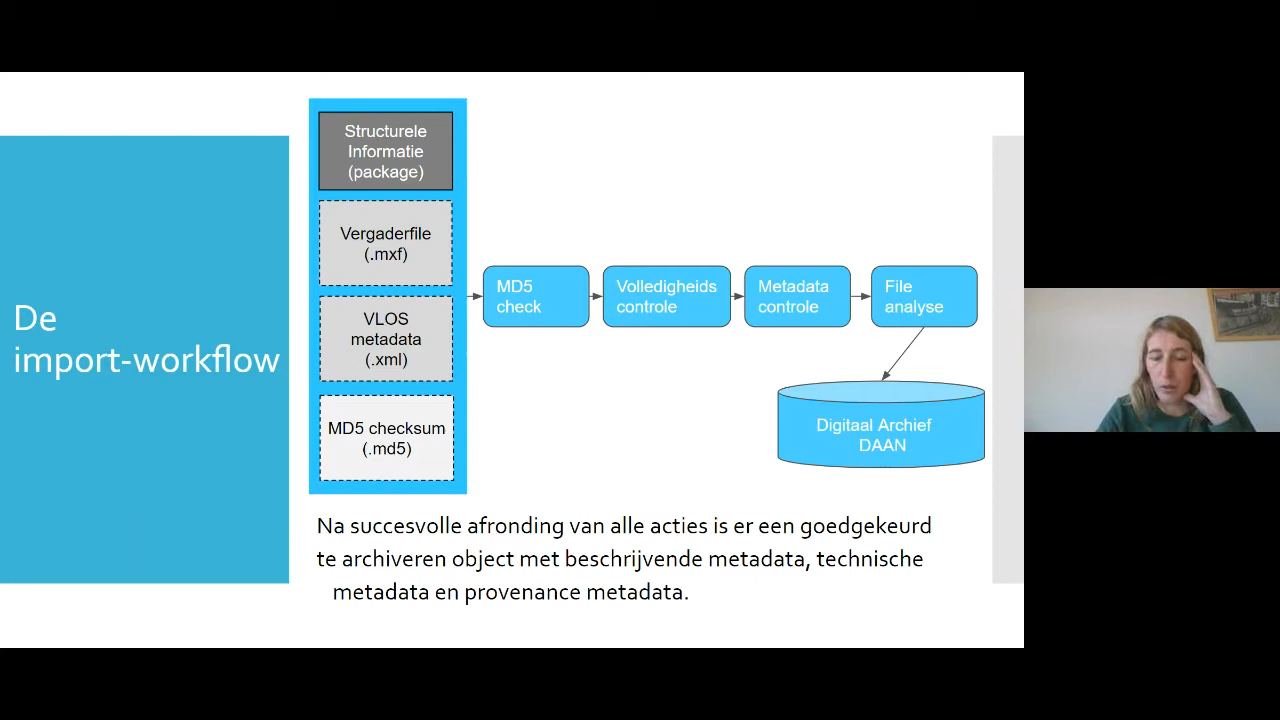 De
import-workflow
Structurele
Informatie
(package)
Vergaderfile
(.mxf)
VLOS
metadata
(.xml)
MD5 checksum
(.md5)
MD5
check
Volledigheids
controle
Metadata
controle
File
analyse
Digitaal Archief
DAAN
Na succesvolle afronding van alle acties is er een goedgekeurd
te archiveren object met beschrijvende metadata, technische
metadata en provenance metadata.